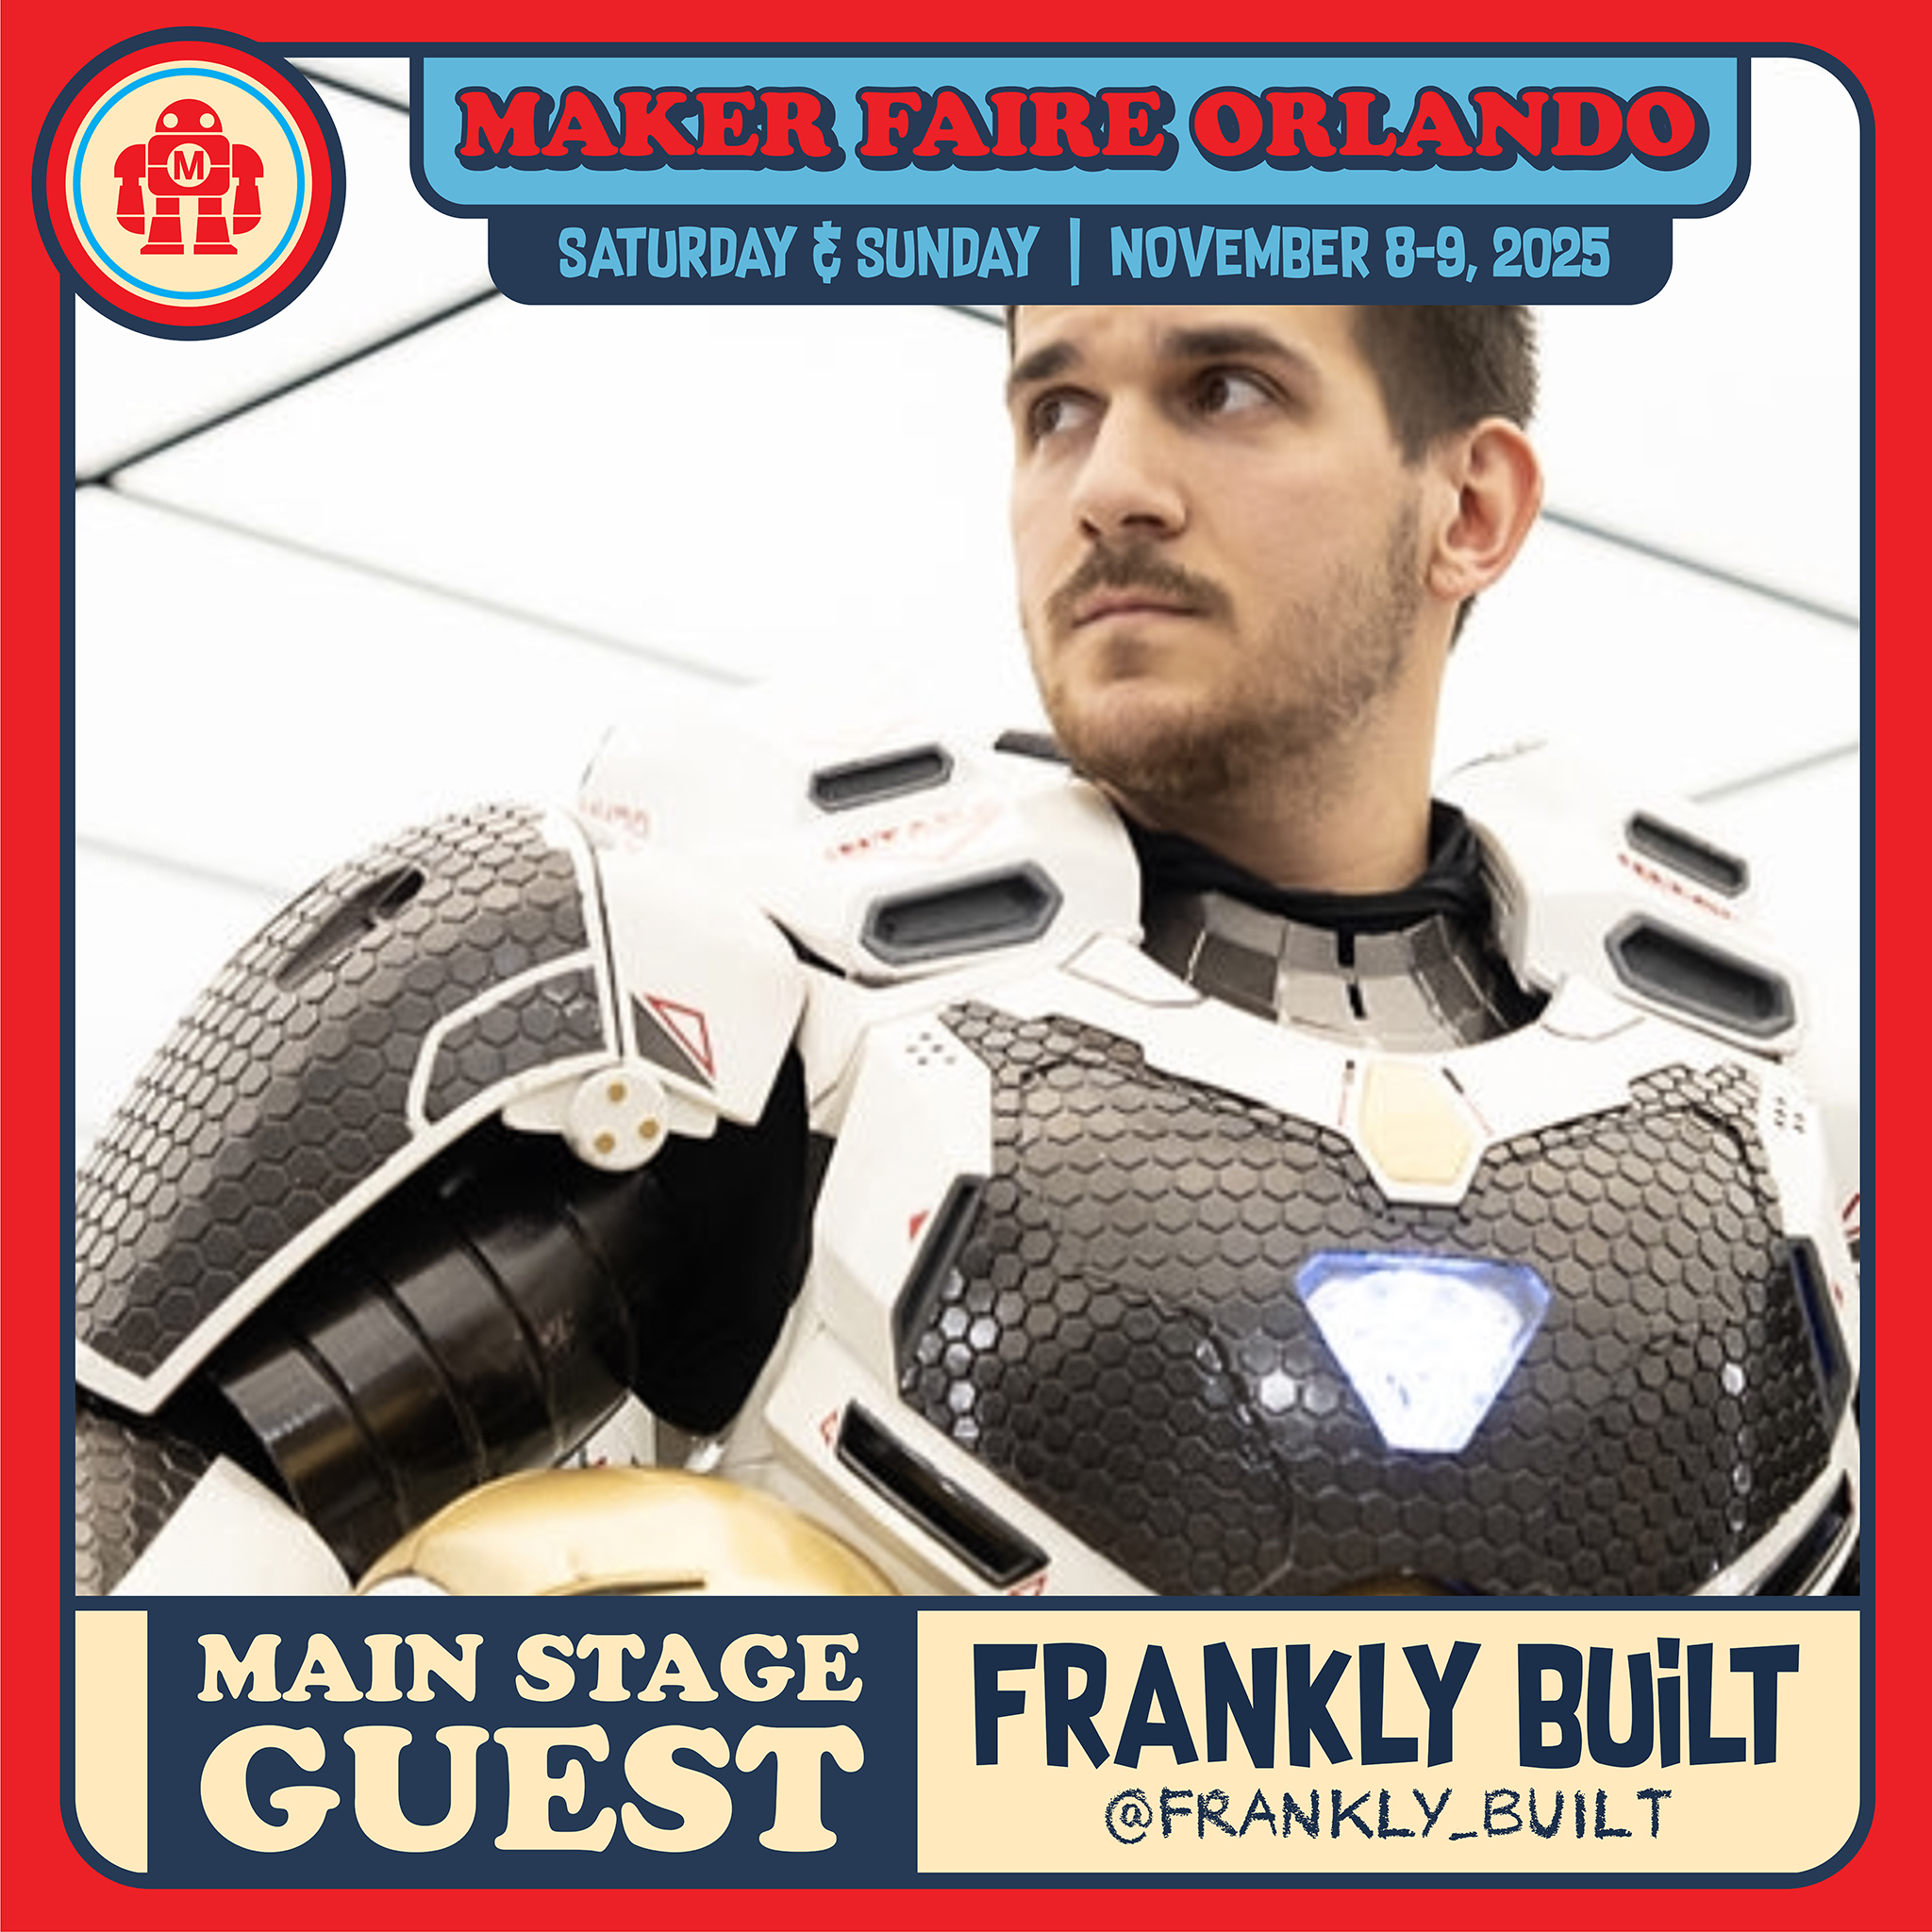 M
MAKER FAIRE ORLANDO
SATURDAY & SUNDAY | NOVEMBER 8-9, 2025
MAIN STAGE
GUEST
FRANKLY BUiLT
@FRANKLY_BUILT